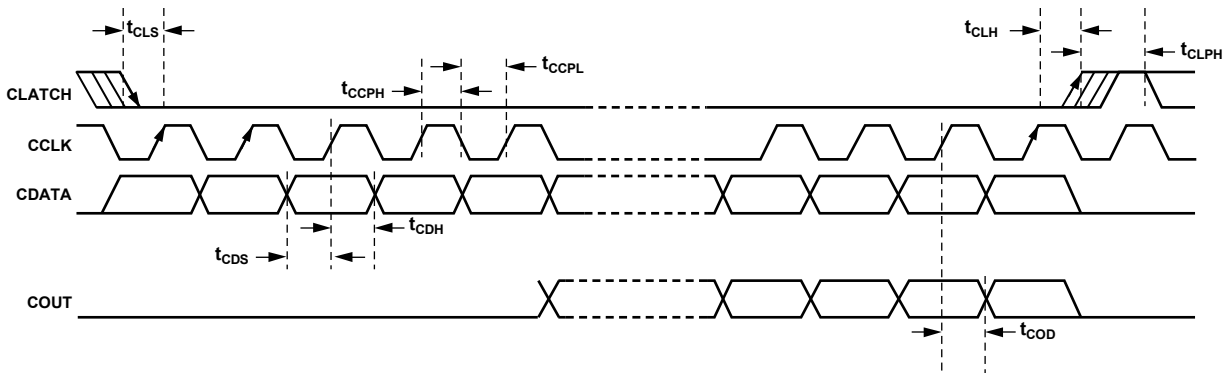 tCLS
tCLH
tCLPH
tCCPL
tCCPH
CLATCH
CCLK
CDATA
tCDH
tCDS
COUT
tCOD